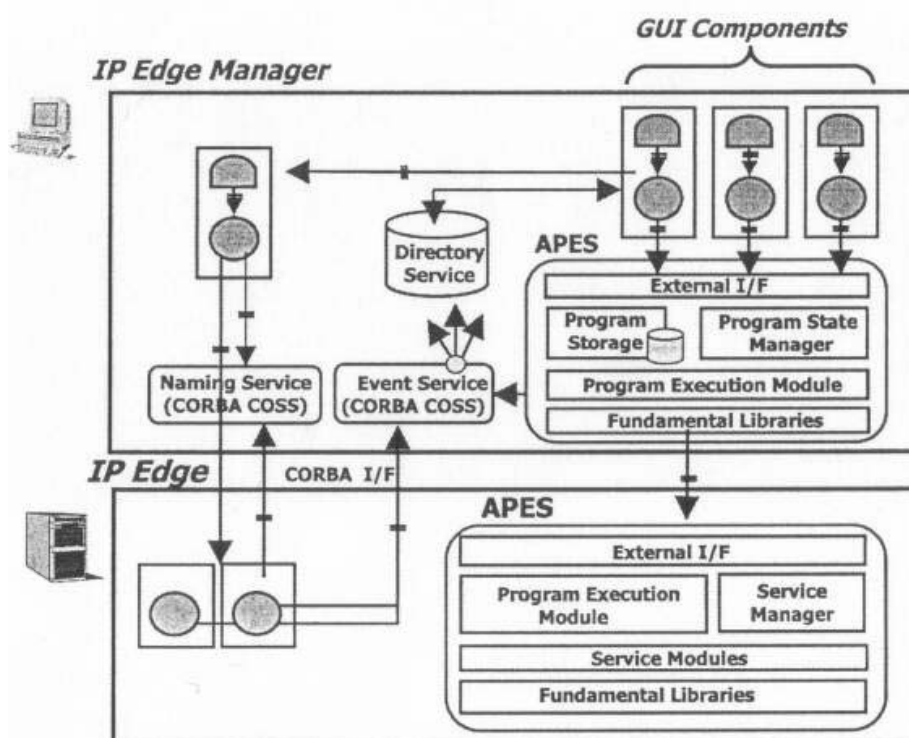 GUI Components
IP Edge Manager
Directory
Service
APES
External I/F
Program
Storage
Program State
Manager
Naming Service
(CORBA COSS)
Event Service
(CORBA COSS)
Program Execution Module
Fundamental Libraries
IP Edge
CORBA I/F
APES
External I/F
Program Execution
Module
Service
Manager
Service Modules
Fundamental Libraries